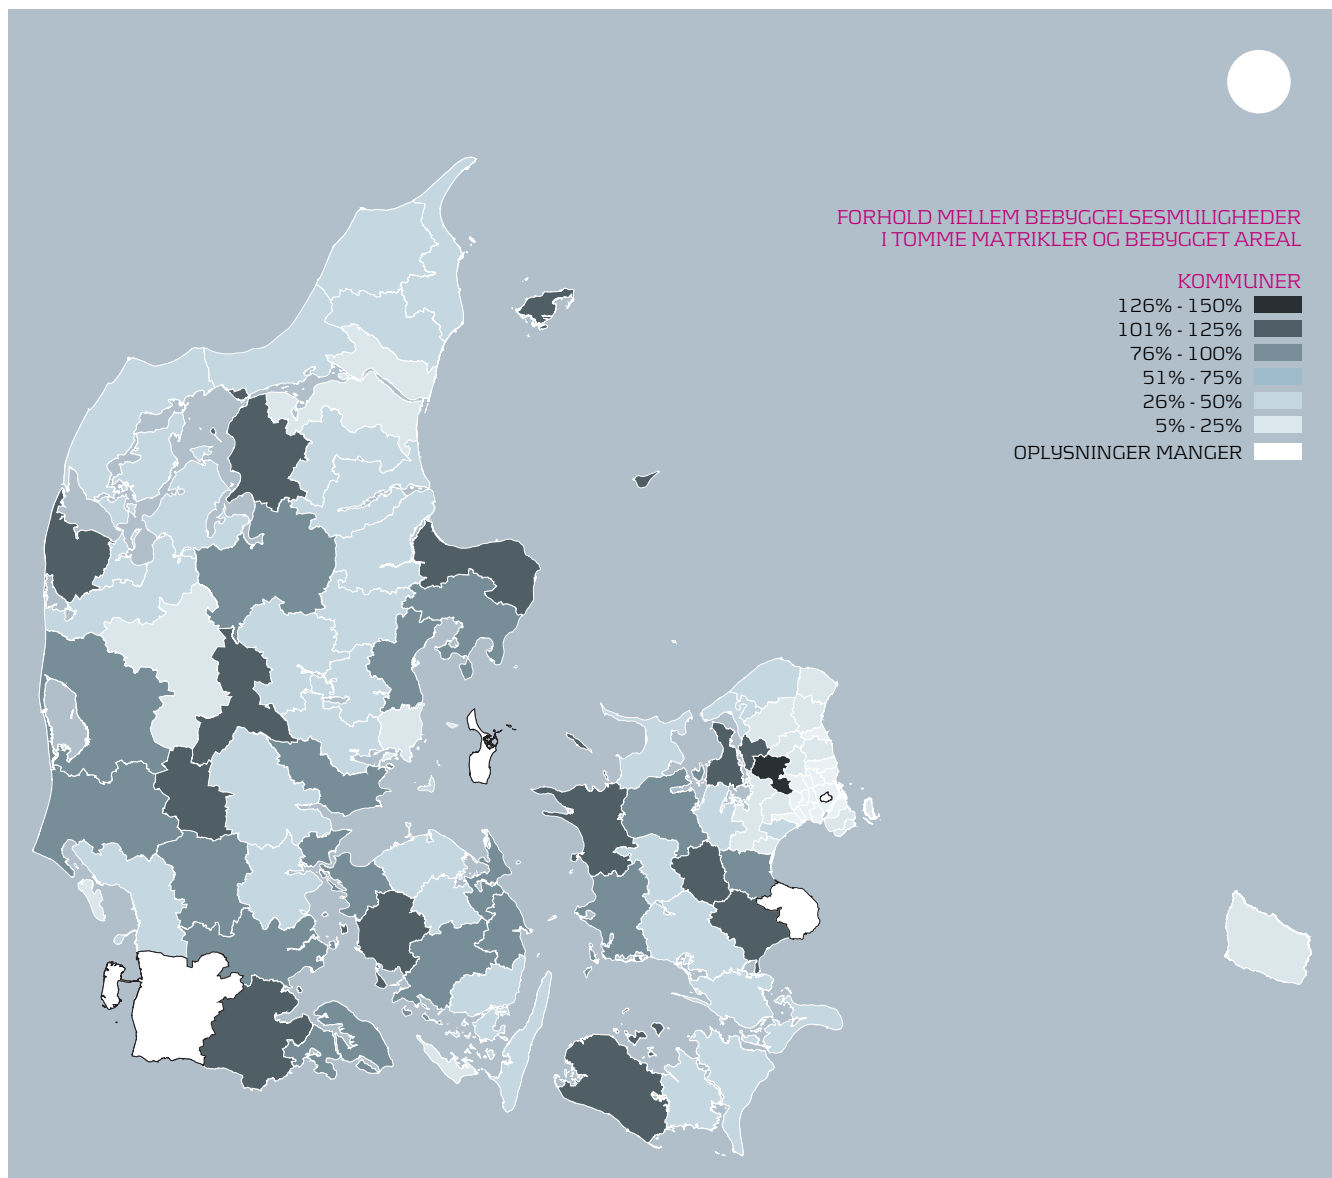 FORHOLD MELLEM BEBYGGELSESMULIGHEDER
I TOMME MATRIKLER OG BEBYGGET AREAL
KOMMUNER
126% - 150%
101% - 125%
76% - 100%
51% - 75%
26% - 50%
5% - 25%
OPLYSNINGER MANGER